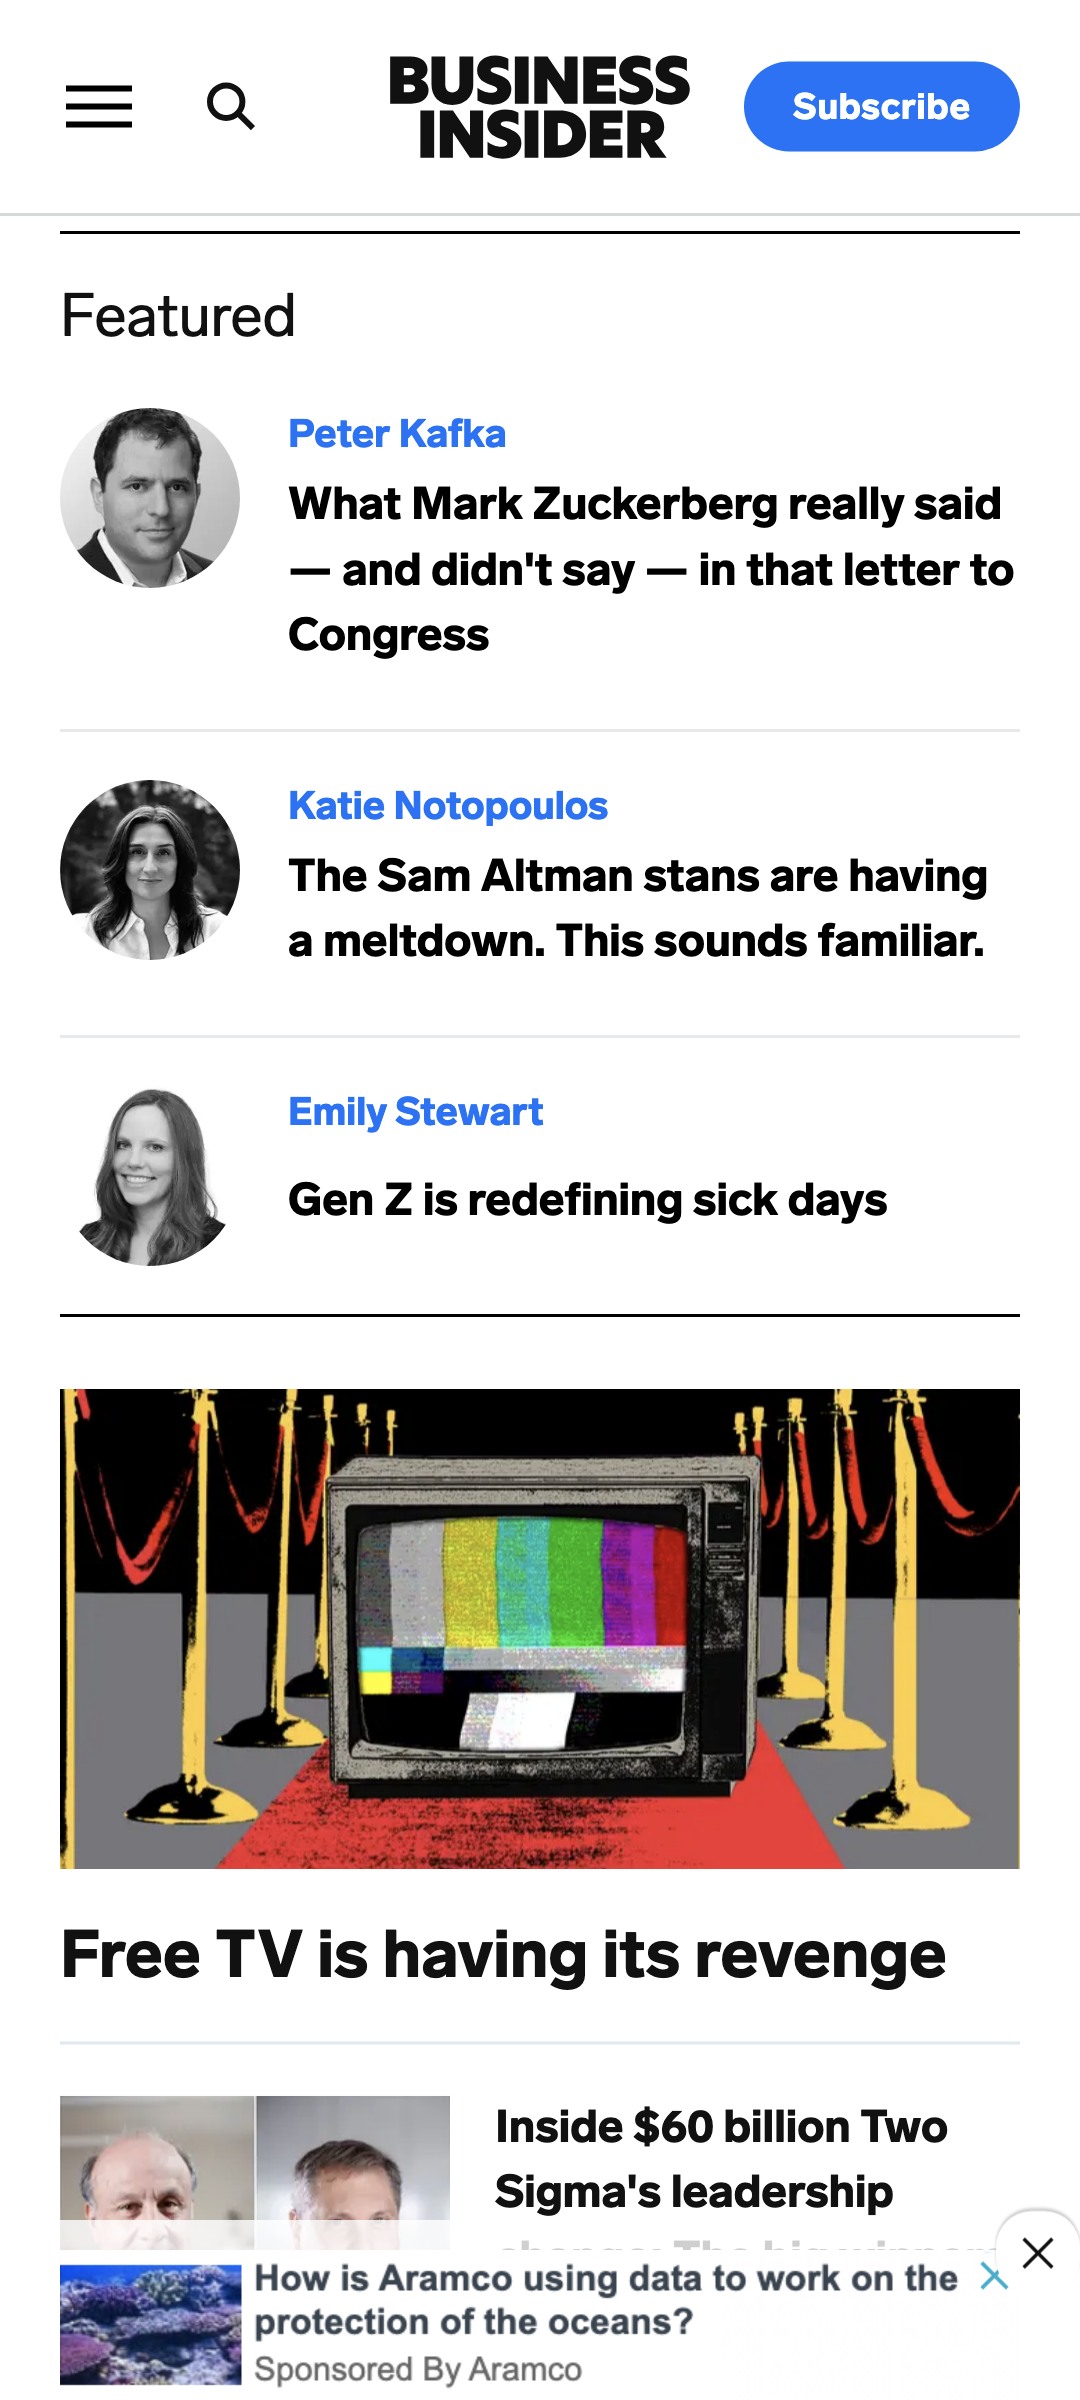 BUSINESS
INSIDER
Subscribe
Featured
Peter Kafka
What Mark Zuckerberg really said
— and didn't say — in that letter to
Congress
Katie Notopoulos
The Sam Altman stans are having
a meltdown. This sounds familiar.
Emily Stewart
Gen Z is redefining sick days
Free TV is having its revenge
Inside $60 billion Two
Sigma's leadership
How is Aramco using data to work on the
protection of the oceans?
Sponsored By Aramco